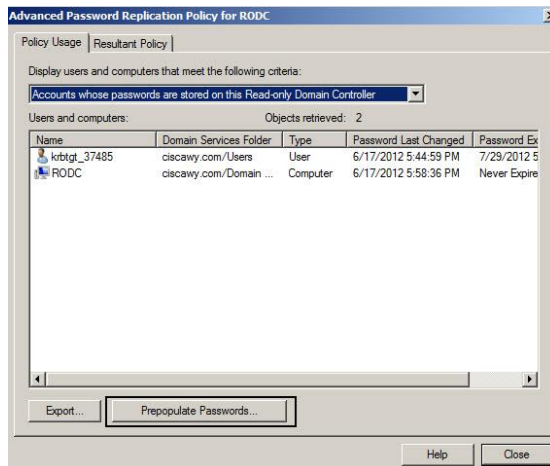 Advanced Password Replication Policy for RODC
Policy Usage Resultant Policy
Display users and computers that meet the following criteria:
Accounts whose passwords are stored on this Read-only Domain Controller
Users and computers: Objects retrieved: 2
Name Domain Services Folder Type Password Last Changed Password Ex
krbtgt_37485 ciscawy.com/Users User 6/17/2012 5:44:59 PM 7/29/2012 5
RODC ciscawy.com/Domain ... Computer 6/17/2012 5:58:36 PM Never Expire
Export... Prepopulate Passwords...
Help Close